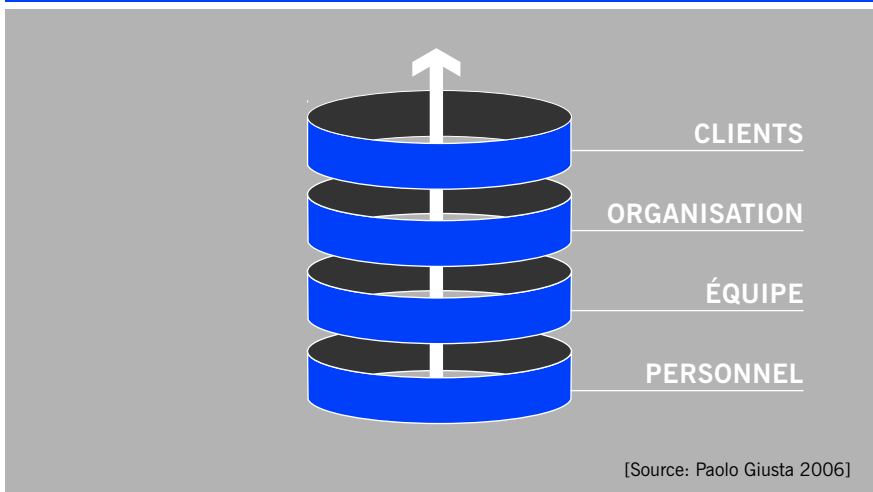 CLIENTS
ORGANISATION
ÉQUIPE
PERSONNEL
[Source: Paolo Giusta 2006]